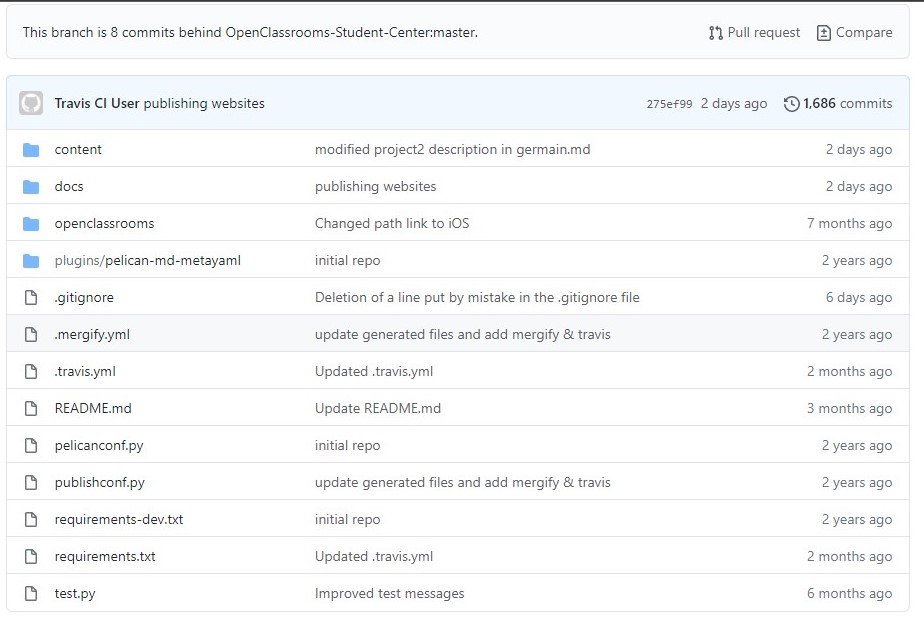 This branch is 8 commits behind OpenClassrooms-Student-Center:master. Pull request Compare
Travis CI User publishing websites 275ef99 2 days ago 1,686 commits
content modified project2 description in germain.md 2 days ago
docs publishing websites 2 days ago
openclassrooms Changed path link to iOS 7 months ago
plugins/pelican-md-metayaml initial repo 2 years ago
.gitignore Deletion of a line put by mistake in the .gitignore file 6 days ago
.mergify.yml update generated files and add mergify & travis 2 years ago
.travis.yml Updated .travis.yml 2 months ago
README.md Update README.md 3 months ago
pelicanconf.py initial repo 2 years ago
publishconf.py update generated files and add mergify & travis 2 years ago
requirements-dev.txt initial repo 2 years ago
requirements.txt Updated .travis.yml 2 months ago
test.py Improved test messages 6 months ago